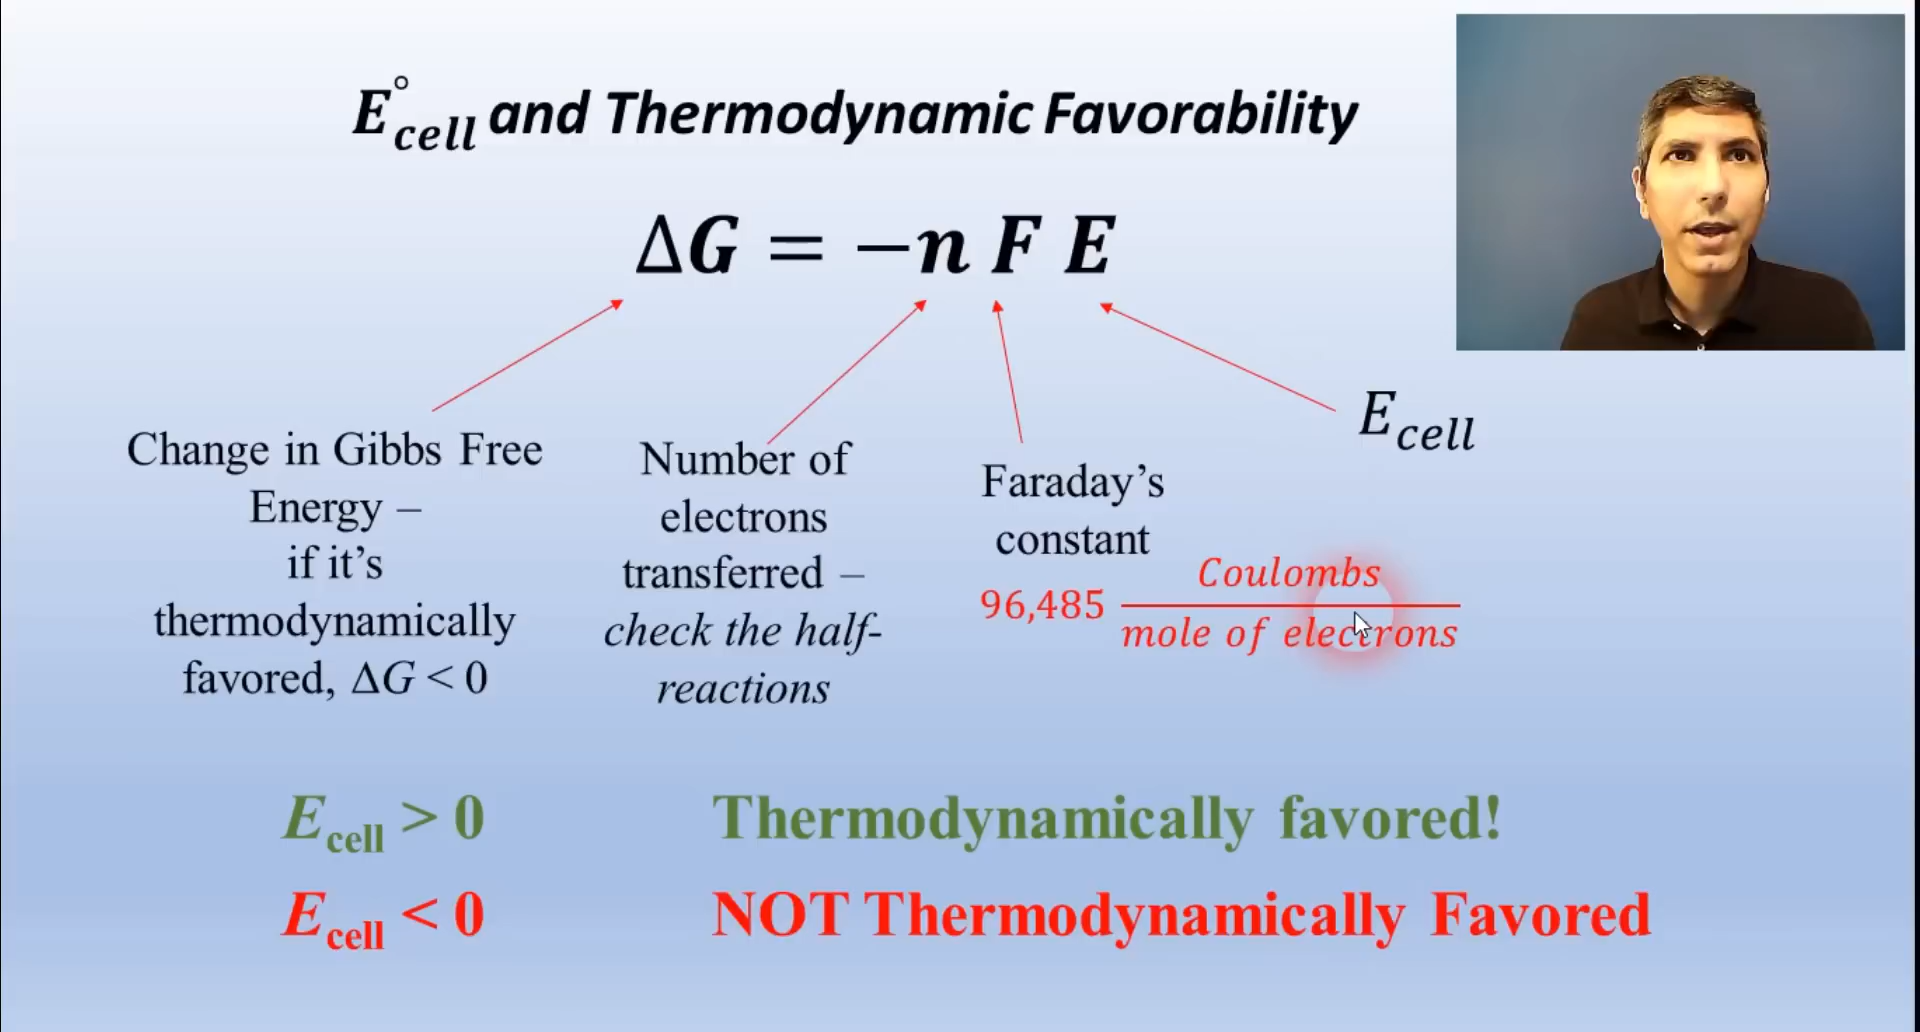 E°cell and Thermodynamic Favorability
ΔG = −n F E
Change in Gibbs Free
Energy –
if it's
thermodynamically
favored, ΔG < 0
Number of
electrons
transferred –
check the half-
reactions
Faraday's
constant
96,485 Coulombs
mole of electrons
Ecell
Ecell > 0 Thermodynamically favored!
Ecell < 0 NOT Thermodynamically Favored